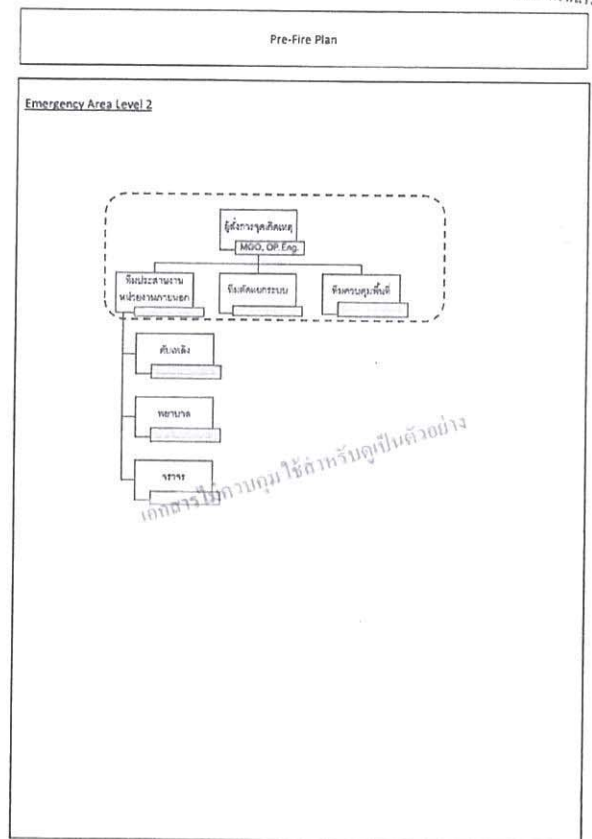 Pre-Fire Plan
Emergency Area Level 2
ผู้สั่งการจุดเกิดเหตุ
MGO, OP Eng.
ทีมประสานงาน
หน่วยงานภายนอก
ทีมตัดแยกระบบ
ทีมควบคุมพื้นที่
ดับเพลิง
พยาบาล
จราจร
เอกสารไม่ควบคุม ใช้สำหรับดูเป็นตัวอย่าง